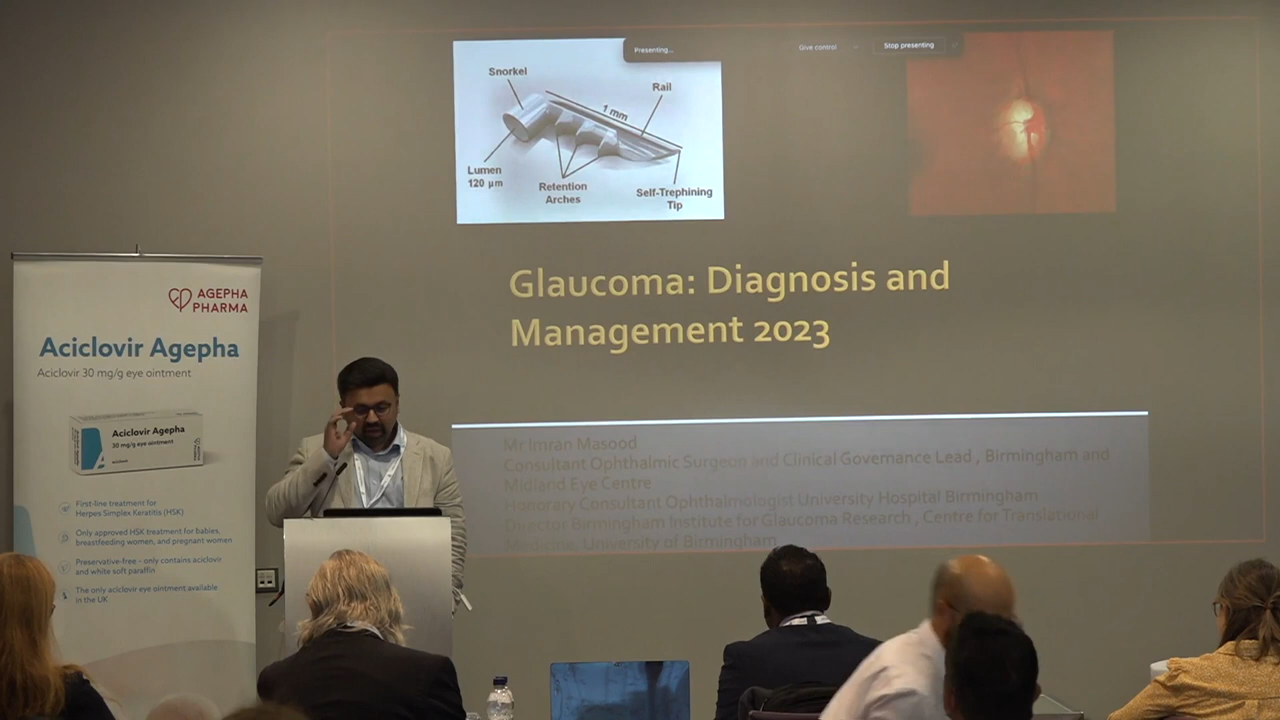 Presenting...
Give control
Stop presenting
Snorkel
Rail
1 mm
Lumen
120 µm
Retention
Arches
Self-Trephining
Tip
Glaucoma: Diagnosis and
Management 2023
Mr Imran Masood
Consultant Ophthalmic Surgeon and Clinical Governance Lead , Birmingham and
Midland Eye Centre
Honorary Consultant Ophthalmologist University Hospital Birmingham
Director Birmingham Institute for Glaucoma Research , Centre for Translational
Medicine, University of Birmingham
AGEPHA
PHARMA
Aciclovir Agepha
Aciclovir 30 mg/g eye ointment
Aciclovir Agepha
30 mg/g eye ointment
First-line treatment for
Herpes Simplex Keratitis (HSK)
Only approved HSK treatment for babies,
breastfeeding women, and pregnant women
Preservative-free - only contains aciclovir
and white soft paraffin
The only aciclovir eye ointment available
in the UK